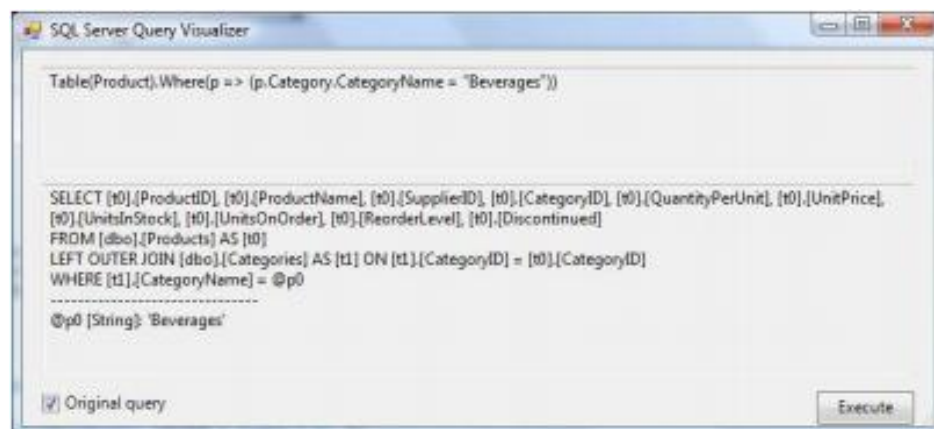 SQL Server Query Visualizer
Table(Product).Where(p => (p.Category.CategoryName = "Beverages"))
SELECT [t0].[ProductID], [t0].[ProductName], [t0].[SupplierID], [t0].[CategoryID], [t0].[QuantityPerUnit], [t0].[UnitPrice],
[t0].[UnitsInStock], [t0].[UnitsOnOrder], [t0].[ReorderLevel], [t0].[Discontinued]
FROM [dbo].[Products] AS [t0]
LEFT OUTER JOIN [dbo].[Categories] AS [t1] ON [t1].[CategoryID] = [t0].[CategoryID]
WHERE [t1].[CategoryName] = @p0
-------------------------------
@p0 [String]: 'Beverages'
Original query
Execute